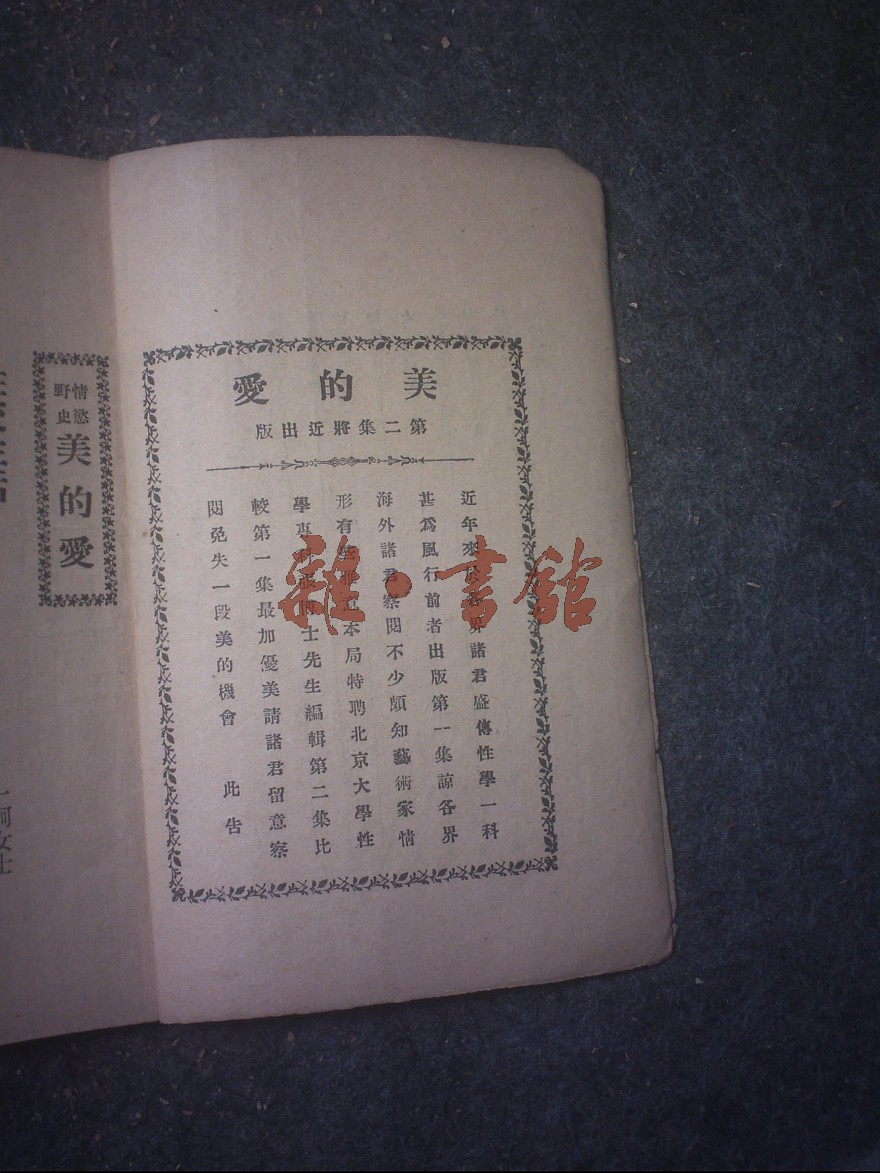 美的愛
第二集將近出版
近年來界諸君盛傳性學一科
甚爲風行前者出版第一集諒各界
海外諸君察閱不少頗知藝術家情
形有本局特聘北京大學性
學專士先生編輯第二集比
較第一集最加優美請諸君留意察
閱免失一段美的機會 此告
情慾
野史
美的愛
女士
雜·書館